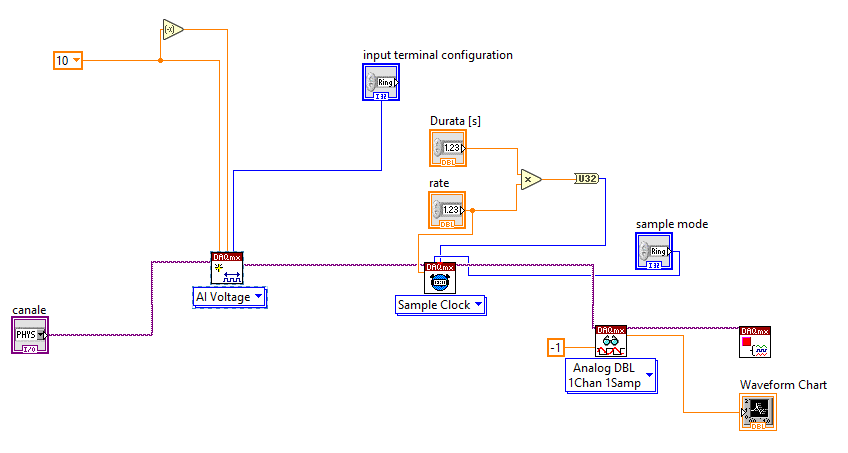 input terminal configuration
10
(-x)
Ring
I32
Durata [s]
1.23
DBL
x
U32
rate
1.23
DBL
sample mode
Ring
I32
DAQmx
AI Voltage
DAQmx
Sample Clock
canale
PHYS
I/O
DAQmx
-1
Analog DBL
1Chan 1Samp
DAQmx
Waveform Chart
DBL